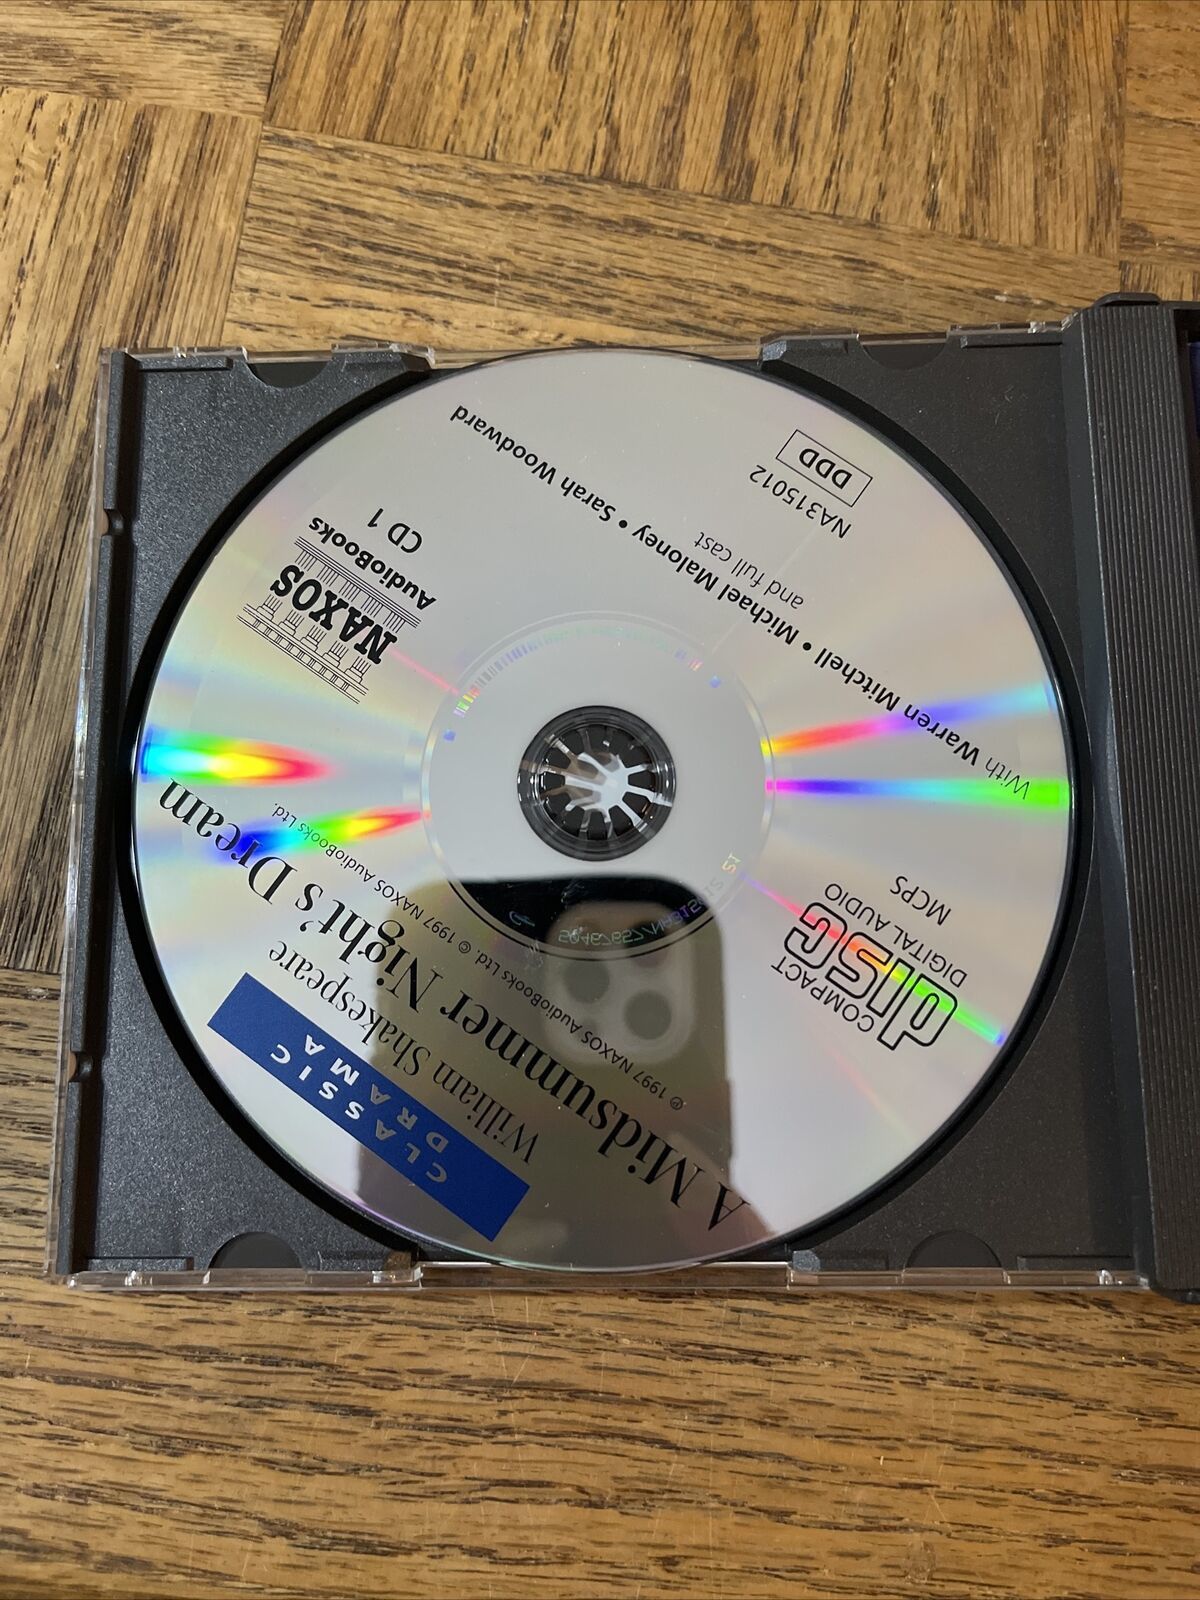 CLASSIC
DRAMA
William Shakespeare
A Midsummer Night's Dream
℗ 1997 NAXOS AudioBooks Ltd. © 1997 NAXOS AudioBooks Ltd.
COMPACT
disc
DIGITAL AUDIO
MCPS
NAXOS
AudioBooks
CD 1
With Warren Mitchell • Michael Maloney • Sarah Woodward
and full cast
NA315012
DDD